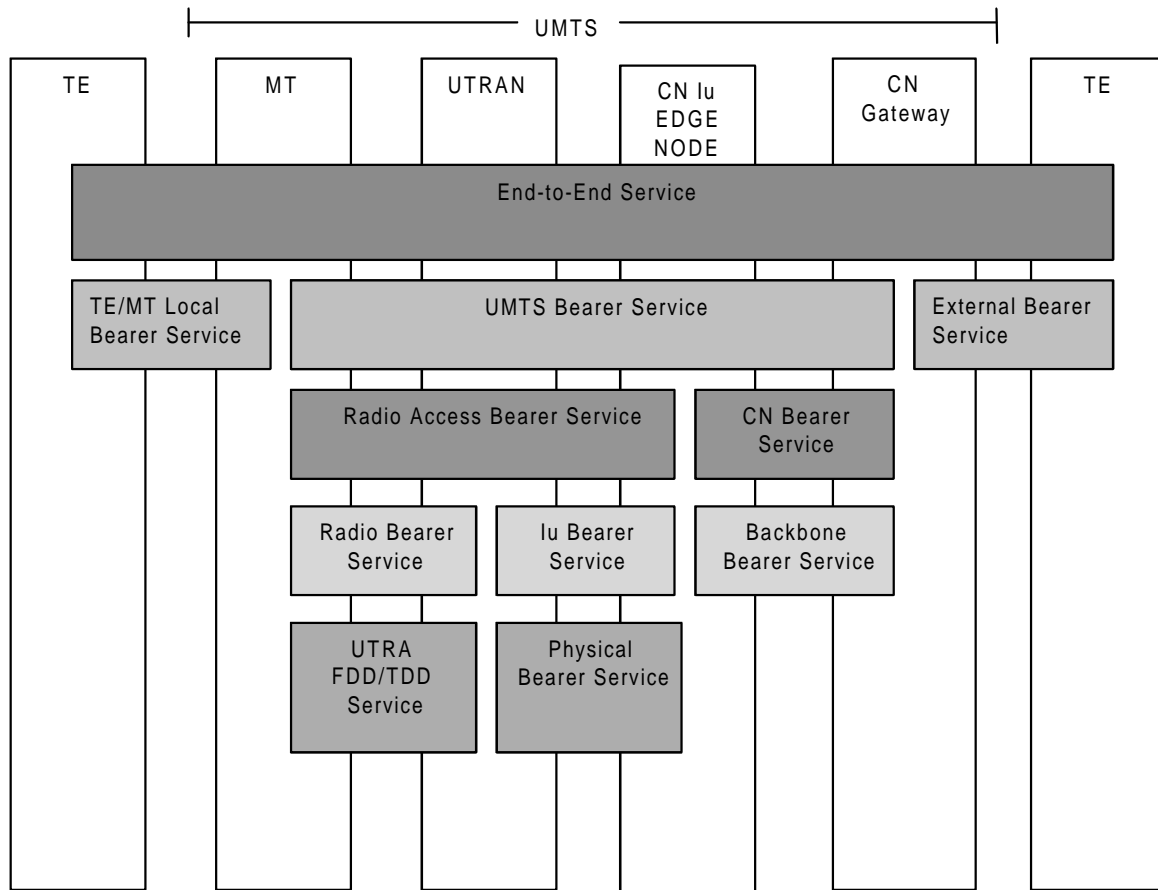 UMTS
TE
MT
UTRAN
CN Iu
EDGE
NODE
CN
Gateway
TE
End-to-End Service
TE/MT Local
Bearer Service
UMTS Bearer Service
External Bearer
Service
Radio Access Bearer Service
CN Bearer
Service
Radio Bearer
Service
Iu Bearer
Service
Backbone
Bearer Service
UTRA
FDD/TDD
Service
Physical
Bearer Service